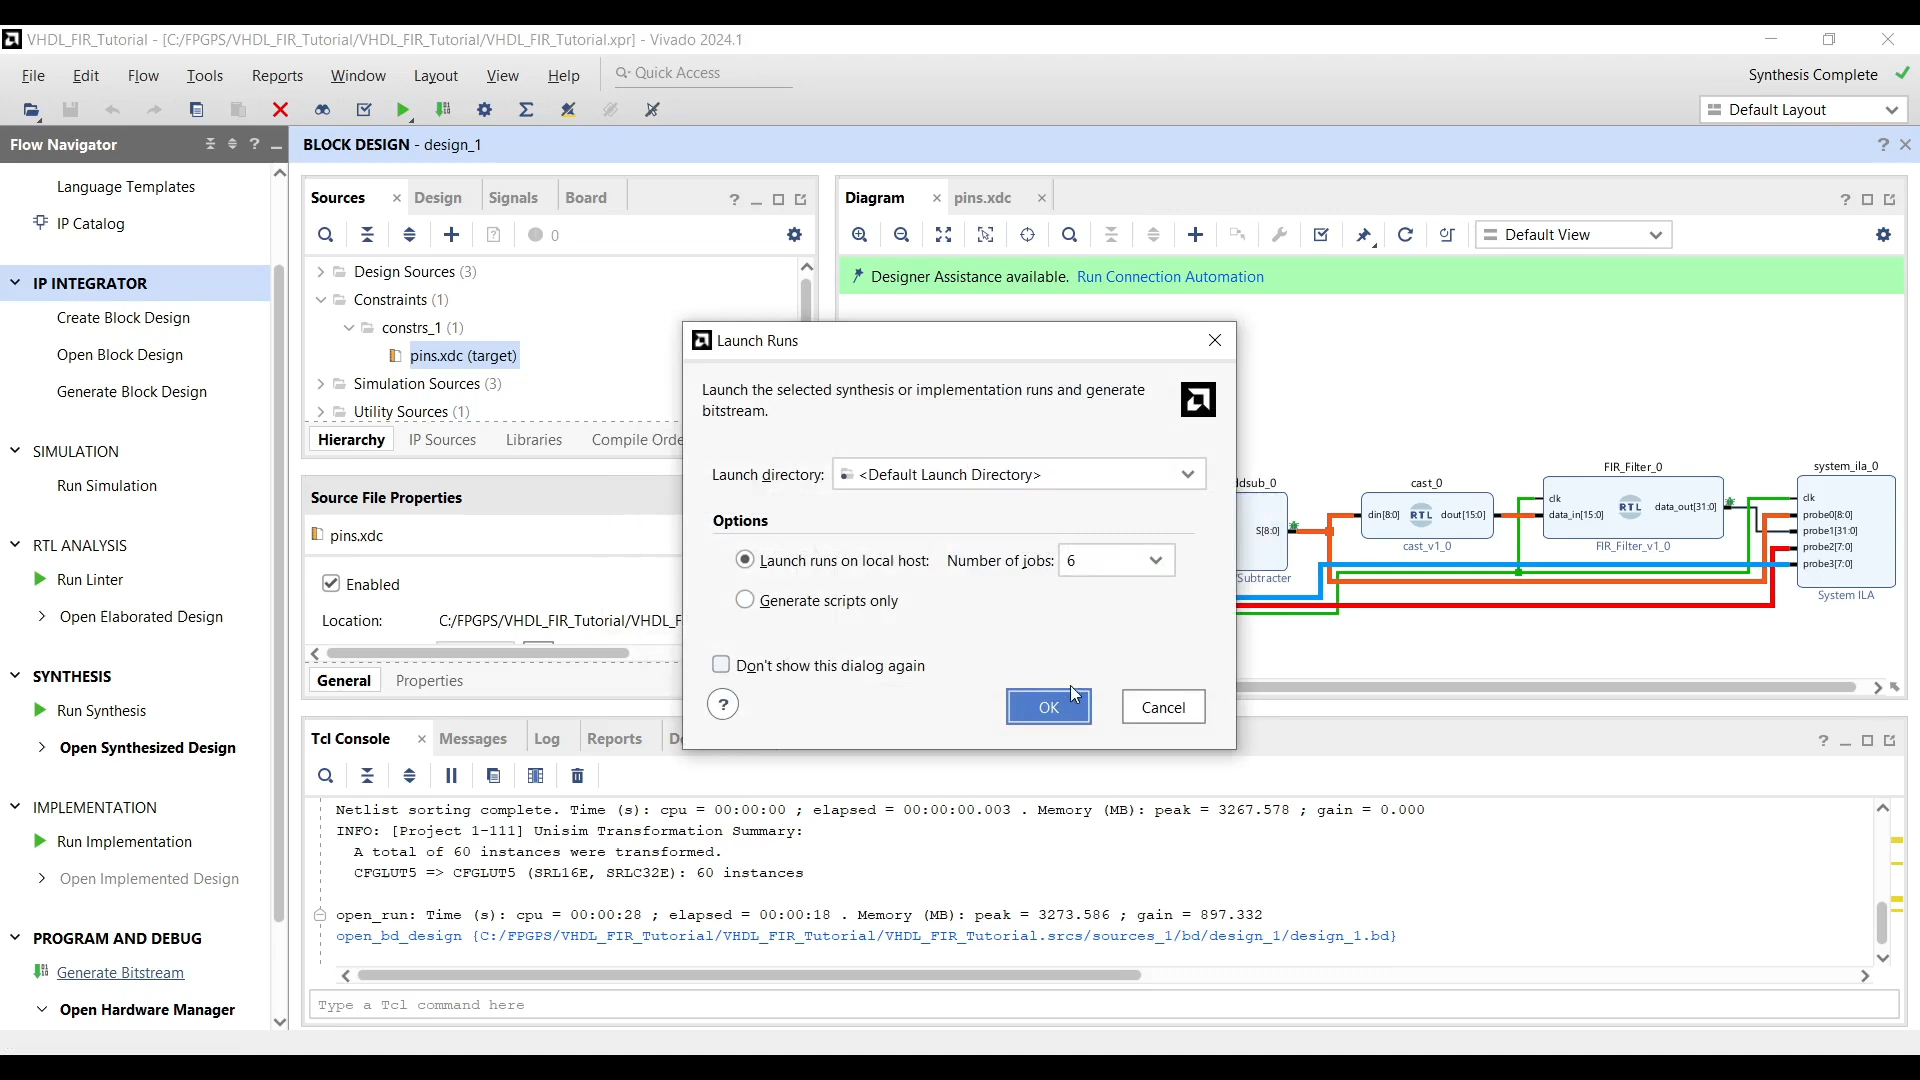 VHDL_FIR_Tutorial - [C:/FPGPS/VHDL_FIR_Tutorial/VHDL_FIR_Tutorial/VHDL_FIR_Tutorial.xpr] - Vivado 2024.1
File Edit Flow Tools Reports Window Layout View Help Quick Access
Synthesis Complete
Default Layout
Flow Navigator
BLOCK DESIGN - design_1
Language Templates
IP Catalog
IP INTEGRATOR
Create Block Design
Open Block Design
Generate Block Design
SIMULATION
Run Simulation
RTL ANALYSIS
Run Linter
Open Elaborated Design
SYNTHESIS
Run Synthesis
Open Synthesized Design
IMPLEMENTATION
Run Implementation
Open Implemented Design
PROGRAM AND DEBUG
Generate Bitstream
Open Hardware Manager
Sources Design Signals Board
0
Design Sources (3)
Constraints (1)
constrs_1 (1)
pins.xdc (target)
Simulation Sources (3)
Utility Sources (1)
Hierarchy IP Sources Libraries Compile Orde
Source File Properties
pins.xdc
Enabled
Location: C:/FPGPS/VHDL_FIR_Tutorial/VHDL_F
General Properties
Diagram pins.xdc
Default View
Designer Assistance available. Run Connection Automation
ddsub_0
S[8:0]
Subtracter
cast_0
din[8:0] RTL dout[15:0]
cast_v1_0
FIR_Filter_0
clk
data_in[15:0] RTL data_out[31:0]
FIR_Filter_v1_0
system_ila_0
clk
probe0[8:0]
probe1[31:0]
probe2[7:0]
probe3[7:0]
System ILA
Launch Runs
Launch the selected synthesis or implementation runs and generate
bitstream.
Launch directory: <Default Launch Directory>
Options
Launch runs on local host: Number of jobs: 6
Generate scripts only
Don't show this dialog again
? OK Cancel
Tcl Console Messages Log Reports
Netlist sorting complete. Time (s): cpu = 00:00:00 ; elapsed = 00:00:00.003 . Memory (MB): peak = 3267.578 ; gain = 0.000
INFO: [Project 1-111] Unisim Transformation Summary:
A total of 60 instances were transformed.
CFGLUT5 => CFGLUT5 (SRL16E, SRLC32E): 60 instances
open_run: Time (s): cpu = 00:00:28 ; elapsed = 00:00:18 . Memory (MB): peak = 3273.586 ; gain = 897.332
open_bd_design {C:/FPGPS/VHDL_FIR_Tutorial/VHDL_FIR_Tutorial/VHDL_FIR_Tutorial.srcs/sources_1/bd/design_1/design_1.bd}
Type a Tcl command here